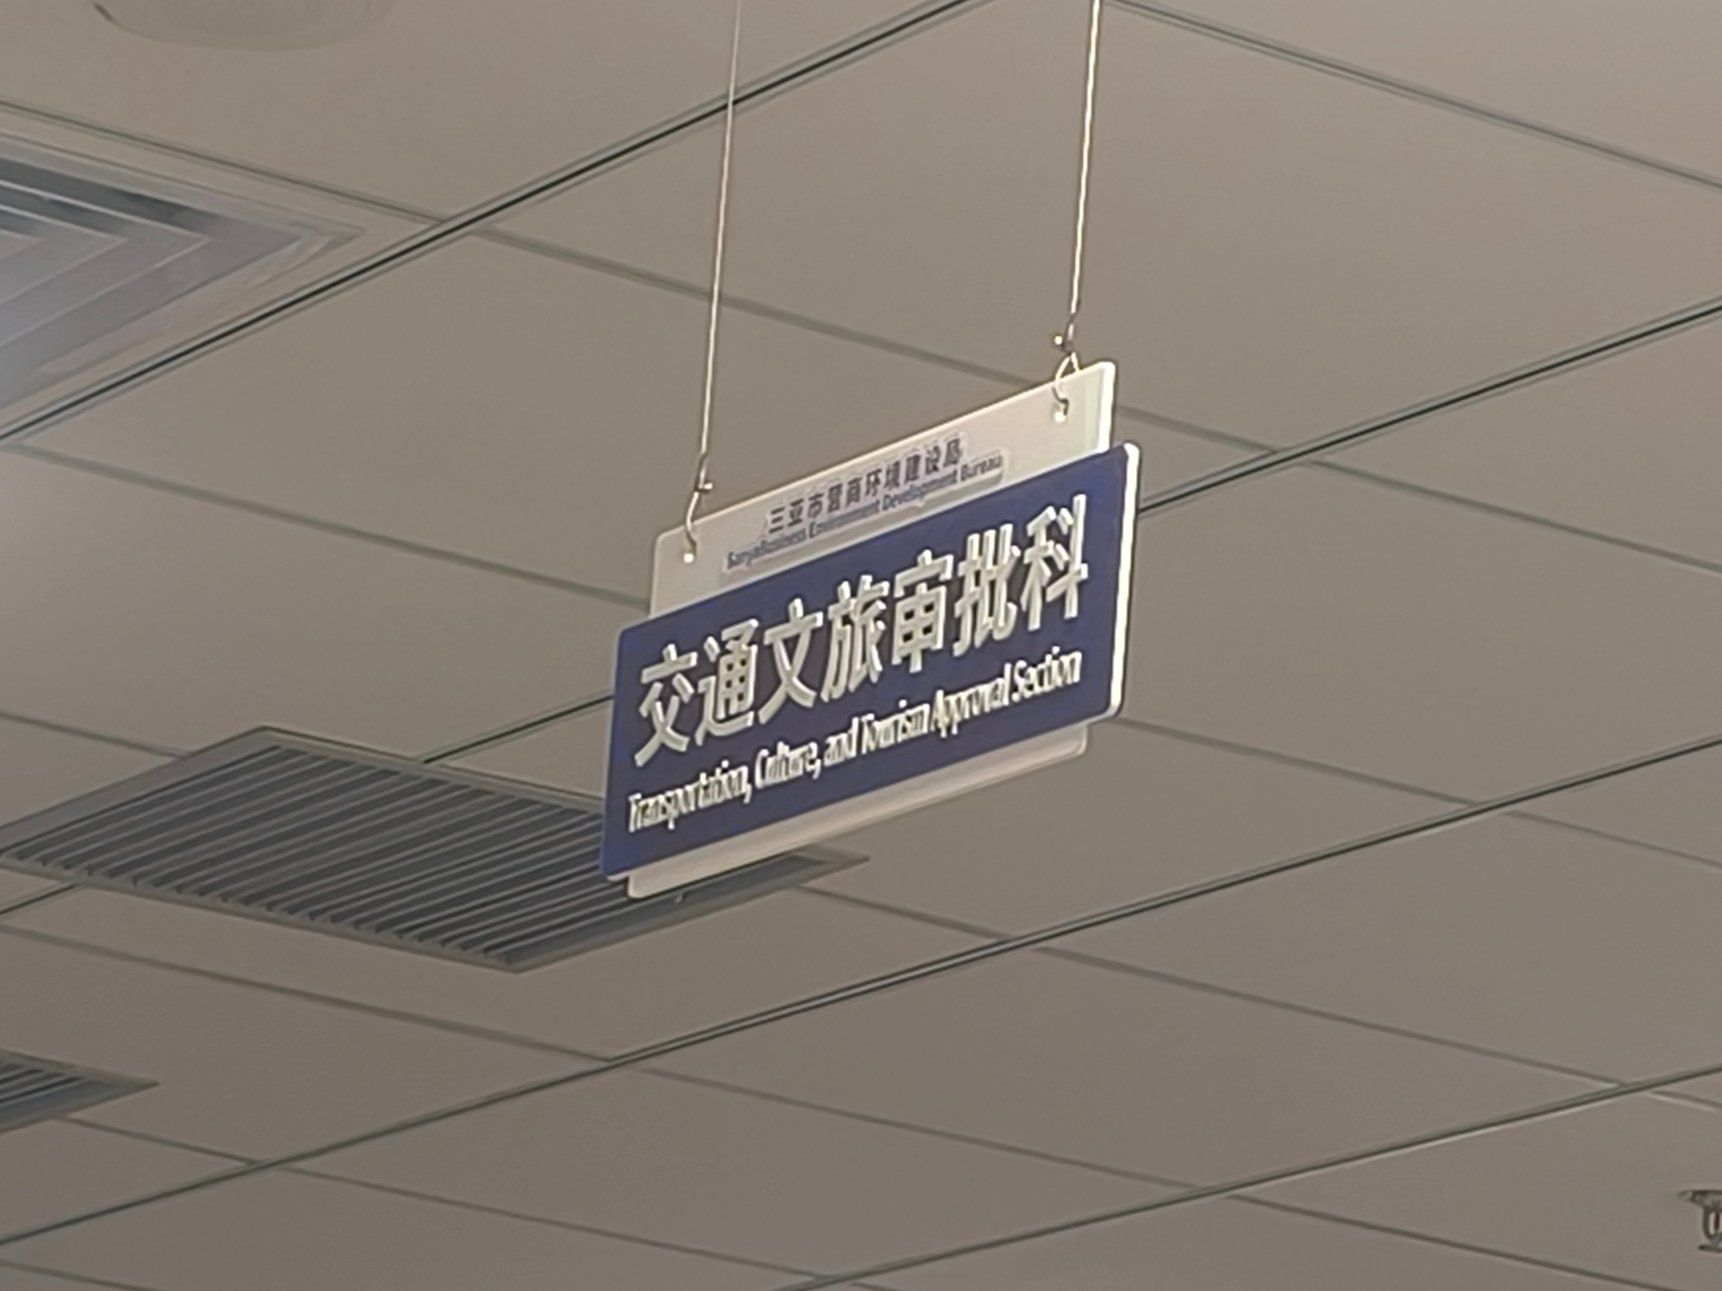 三亚市营商环境建设局
Sanya Business Environment Development Bureau
交通文旅审批科
Transportation, Culture, and Tourism Approval Section